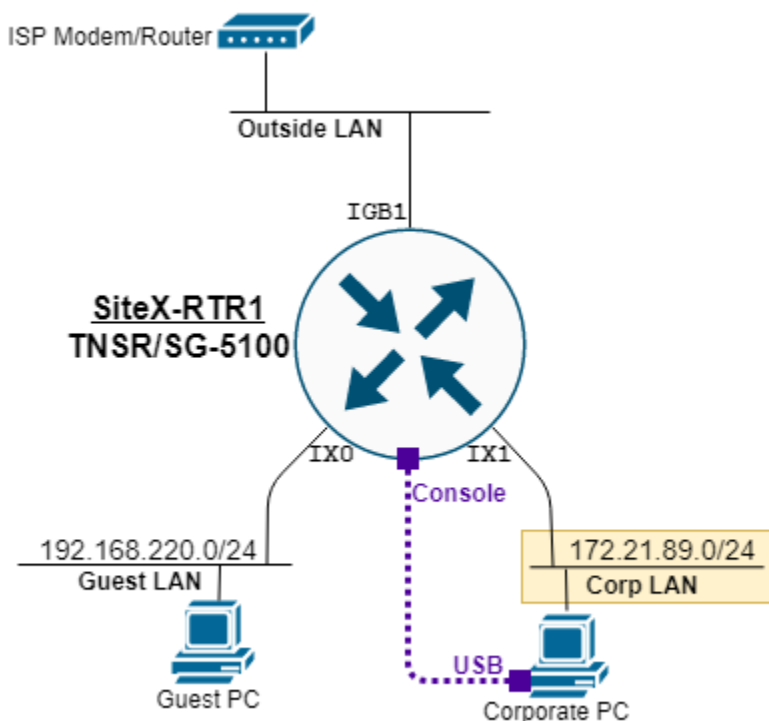 ISP Modem/Router
Outside LAN
IGB1
SiteX-RTR1
TNSR/SG-5100
IX0
IX1
Console
192.168.220.0/24
Guest LAN
172.21.89.0/24
Corp LAN
USB
Guest PC
Corporate PC